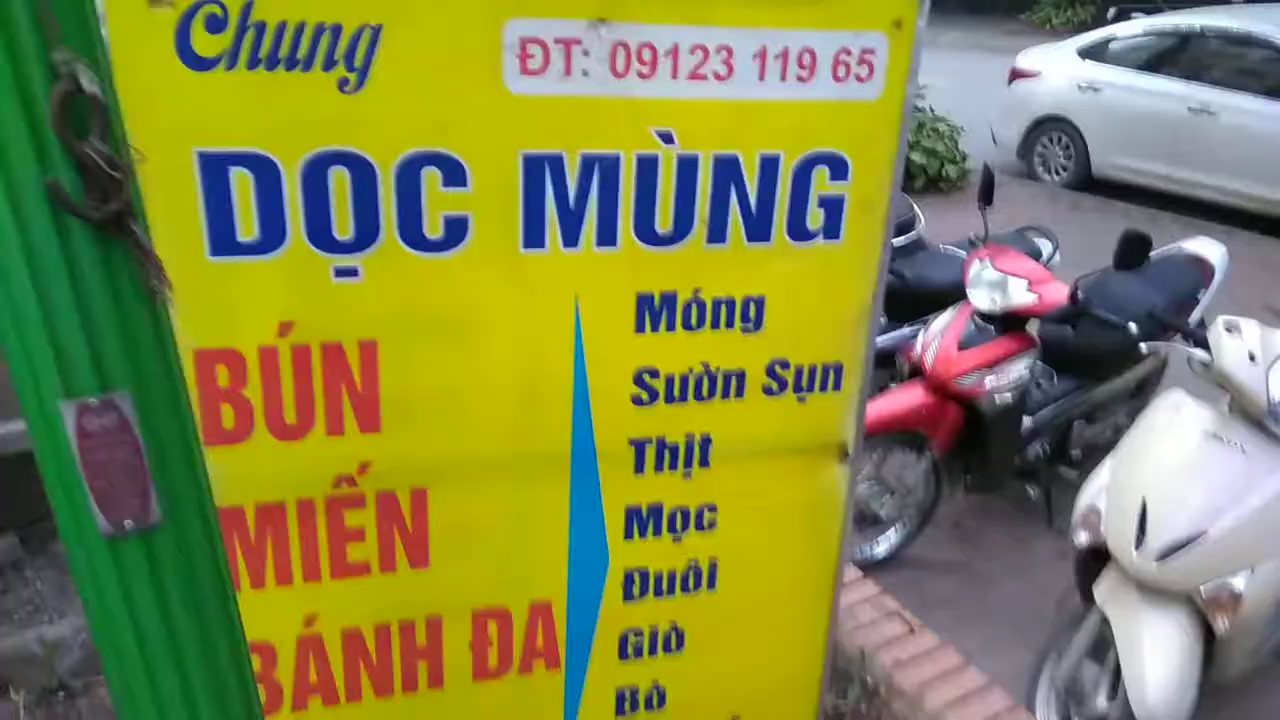 Chung
ĐT: 09123 119 65
DỌC MÙNG
BÚN
MIẾN
BÁNH ĐA
Móng
Sườn Sụn
Thịt
Mọc
Đuôi
Giò
Bò